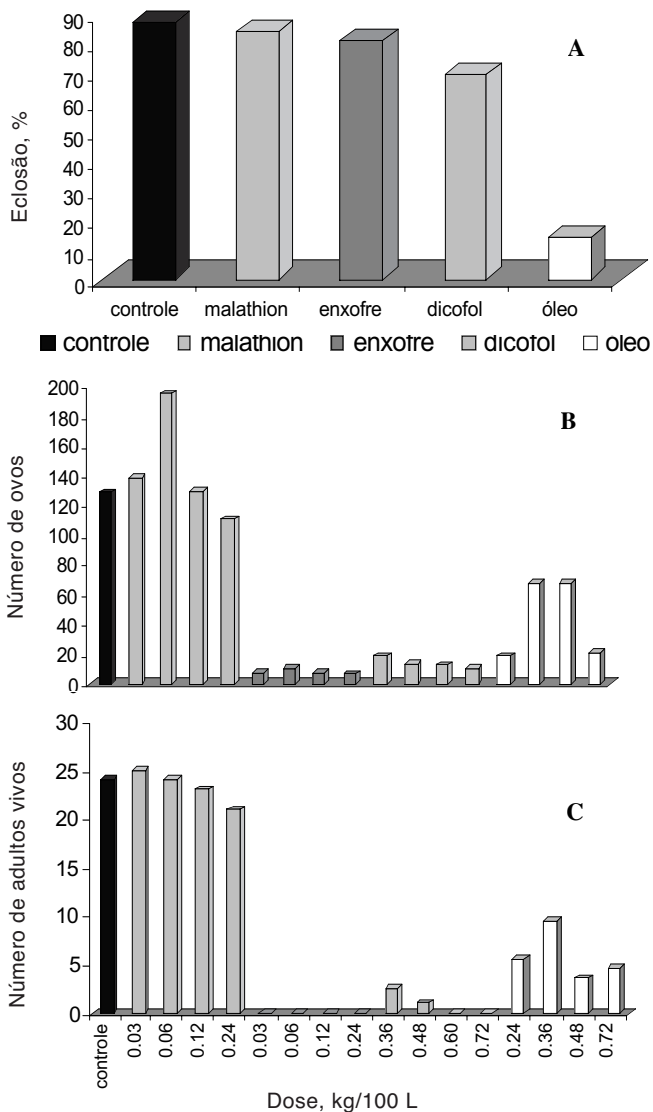 90
80
70
60
50
40
30
20
10
0
Eclosão, %
A
controle malathion enxofre dicofol óleo
controle malathion enxofre dicofol óleo
200
180
160
140
120
100
80
60
40
20
0
Número de ovos
B
30
25
20
15
10
5
0
Número de adultos vivos
C
controle 0.03 0.06 0.12 0.24 0.03 0.06 0.12 0.24 0.36 0.48 0.60 0.72 0.24 0.36 0.48 0.72
Dose, kg/100 L